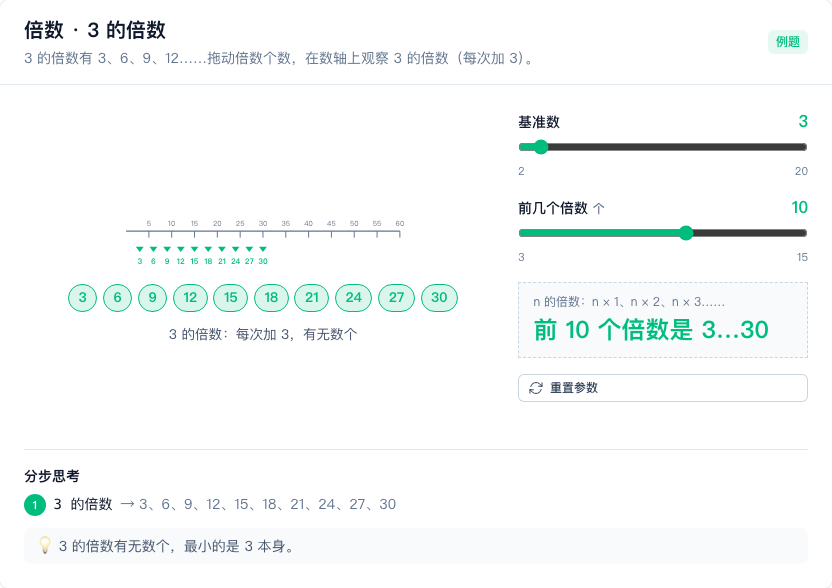 倍数 · 3 的倍数
3 的倍数有 3、6、9、12……拖动倍数个数，在数轴上观察 3 的倍数（每次加 3）。
例题
5 10 15 20 25 30 35 40 45 50 55 60
3 6 9 12 15 18 21 24 27 30
3 6 9 12 15 18 21 24 27 30
3 的倍数：每次加 3，有无数个
基准数 3
2 20
前几个倍数 个 10
3 15
n 的倍数：n × 1、n × 2、n × 3……
前 10 个倍数是 3…30
重置参数
分步思考
1 3 的倍数 → 3、6、9、12、15、18、21、24、27、30
3 的倍数有无数个，最小的是 3 本身。